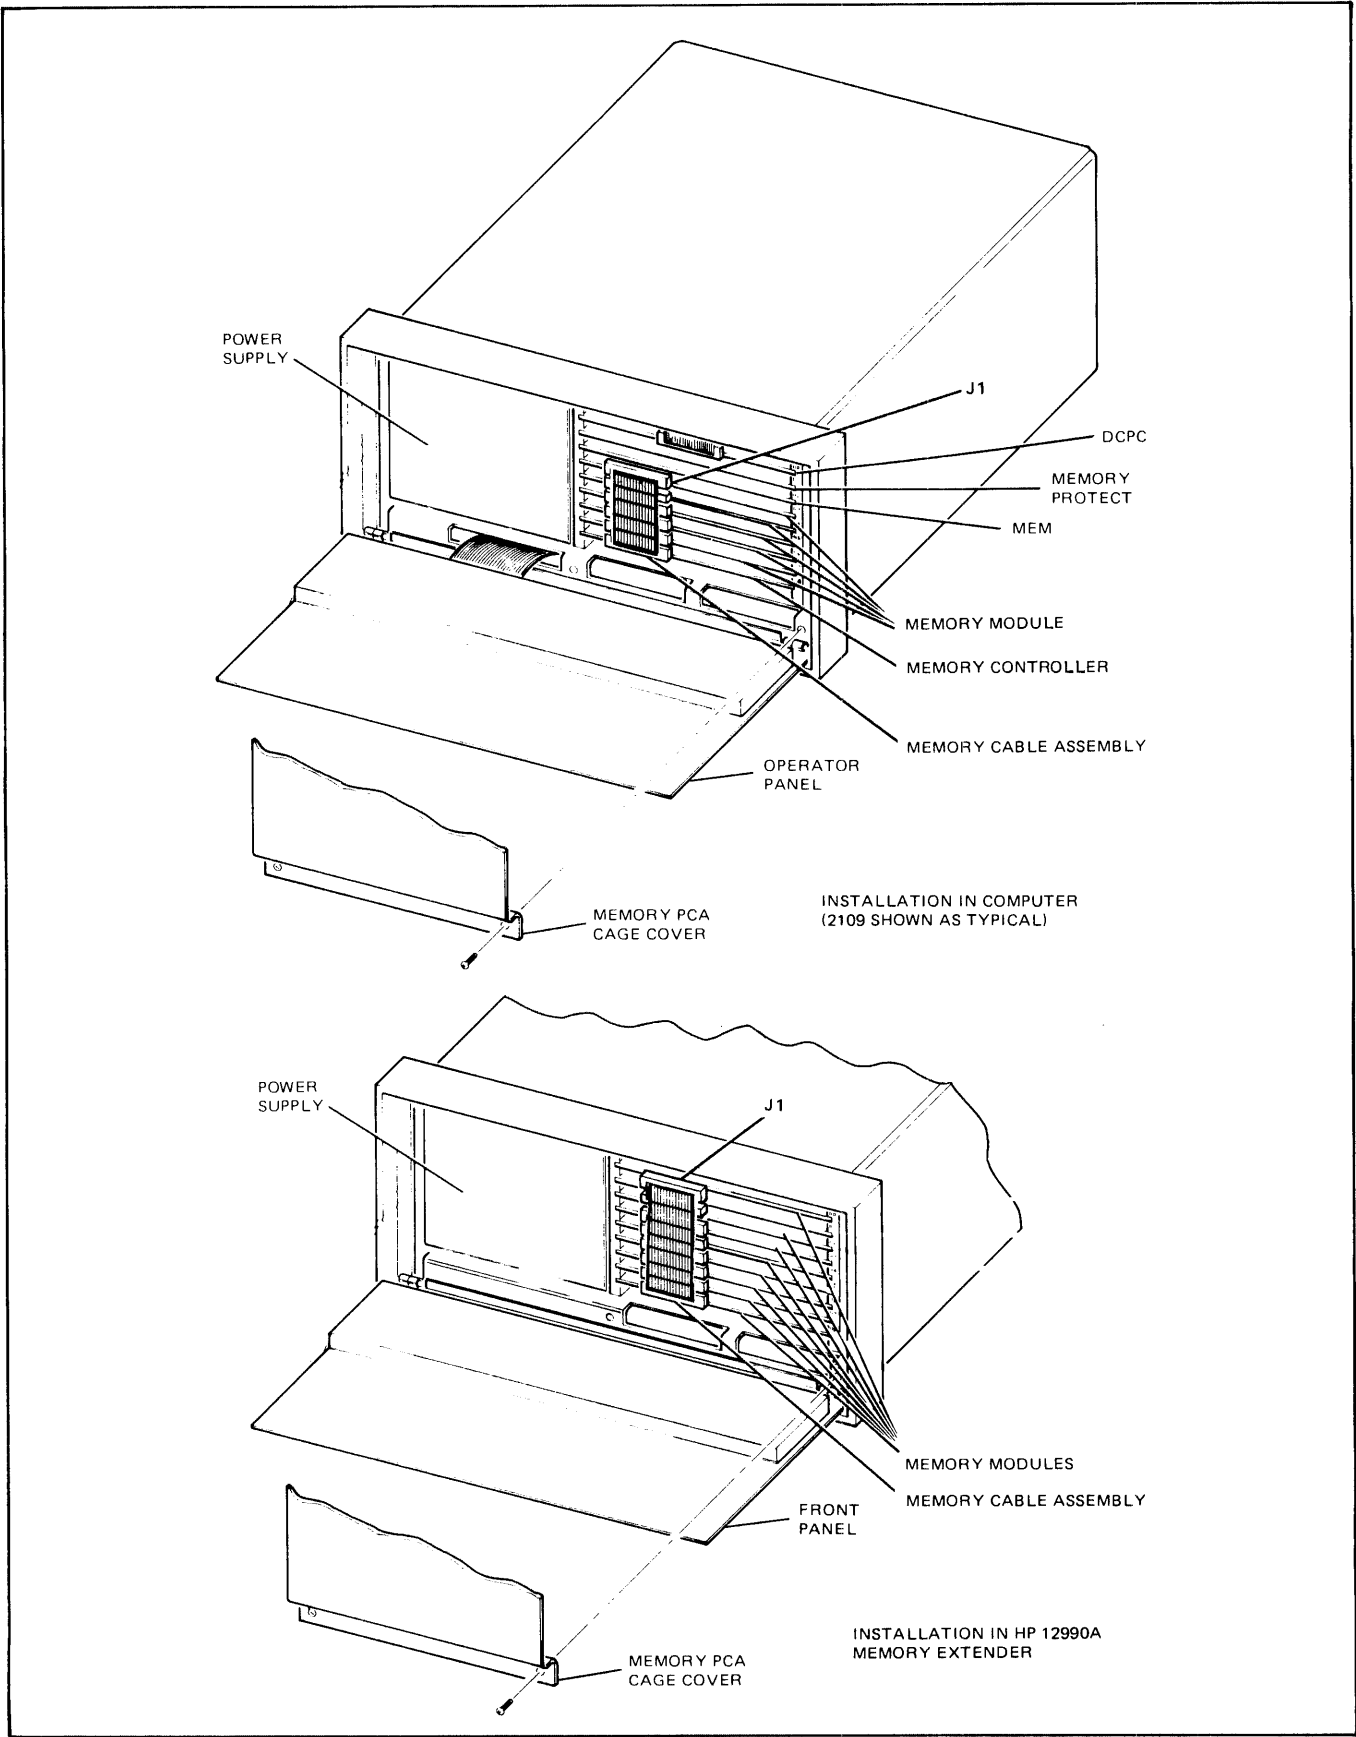 POWER
SUPPLY
J1
DCPC
MEMORY
PROTECT
MEM
MEMORY MODULE
MEMORY CONTROLLER
MEMORY CABLE ASSEMBLY
OPERATOR
PANEL
MEMORY PCA
CAGE COVER
INSTALLATION IN COMPUTER
(2109 SHOWN AS TYPICAL)
POWER
SUPPLY
J1
MEMORY MODULES
MEMORY CABLE ASSEMBLY
FRONT
PANEL
MEMORY PCA
CAGE COVER
INSTALLATION IN HP 12990A
MEMORY EXTENDER